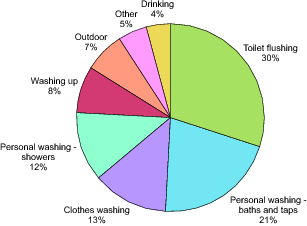 Drinking
4%
Other
5%
Outdoor
7%
Toilet flushing
30%
Washing up
8%
Personal washing -
showers
12%
Clothes washing
13%
Personal washing -
baths and taps
21%